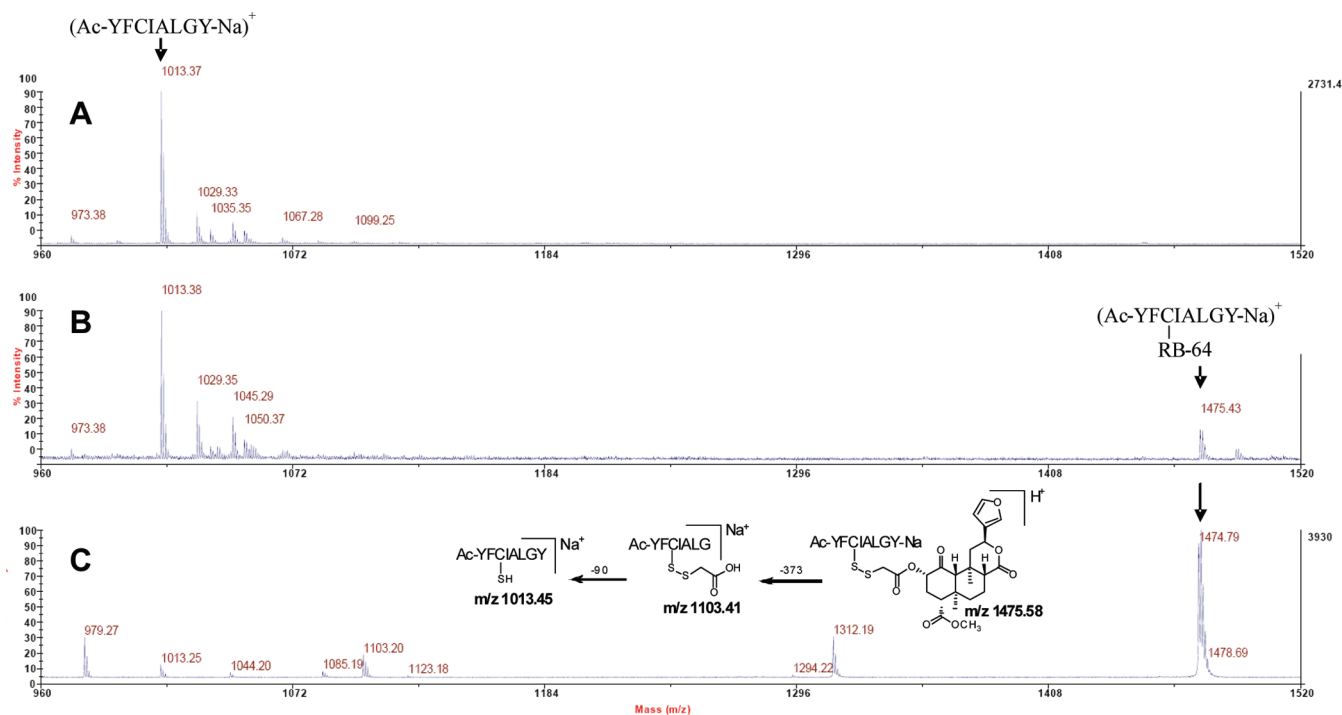 (Ac-YFCIALGY-Na)+
1013.37
100
90
80
70
60
50
40
30
20
10
0
% Intensity
A
2731.4
973.38
1029.33
1035.35
1067.28
1099.25
960
1072
1184
1296
1408
1520
1013.38
100
90
80
70
60
50
40
30
20
10
0
% Intensity
B
(Ac-YFCIALGY-Na)+
RB-64
1475.43
973.38
1029.35
1045.29
1050.37
960
1072
1184
1296
1408
1520
100
90
80
70
60
50
40
30
20
10
0
C
3930
Ac-YFCIALGY
Na+
SH
m/z 1013.45
-90
Ac-YFCIALG
Na+
S
S
OH
O
m/z 1103.41
-373
Ac-YFCIALGY-Na
H+
S
S
O
O
O
H
H
O
O
O
O
OCH3
m/z 1475.58
1474.79
1478.69
979.27
1013.25
1044.20
1085.19
1103.20
1123.18
1294.22
1312.19
960
1072
1184
1296
1408
1520
Mass (m/z)